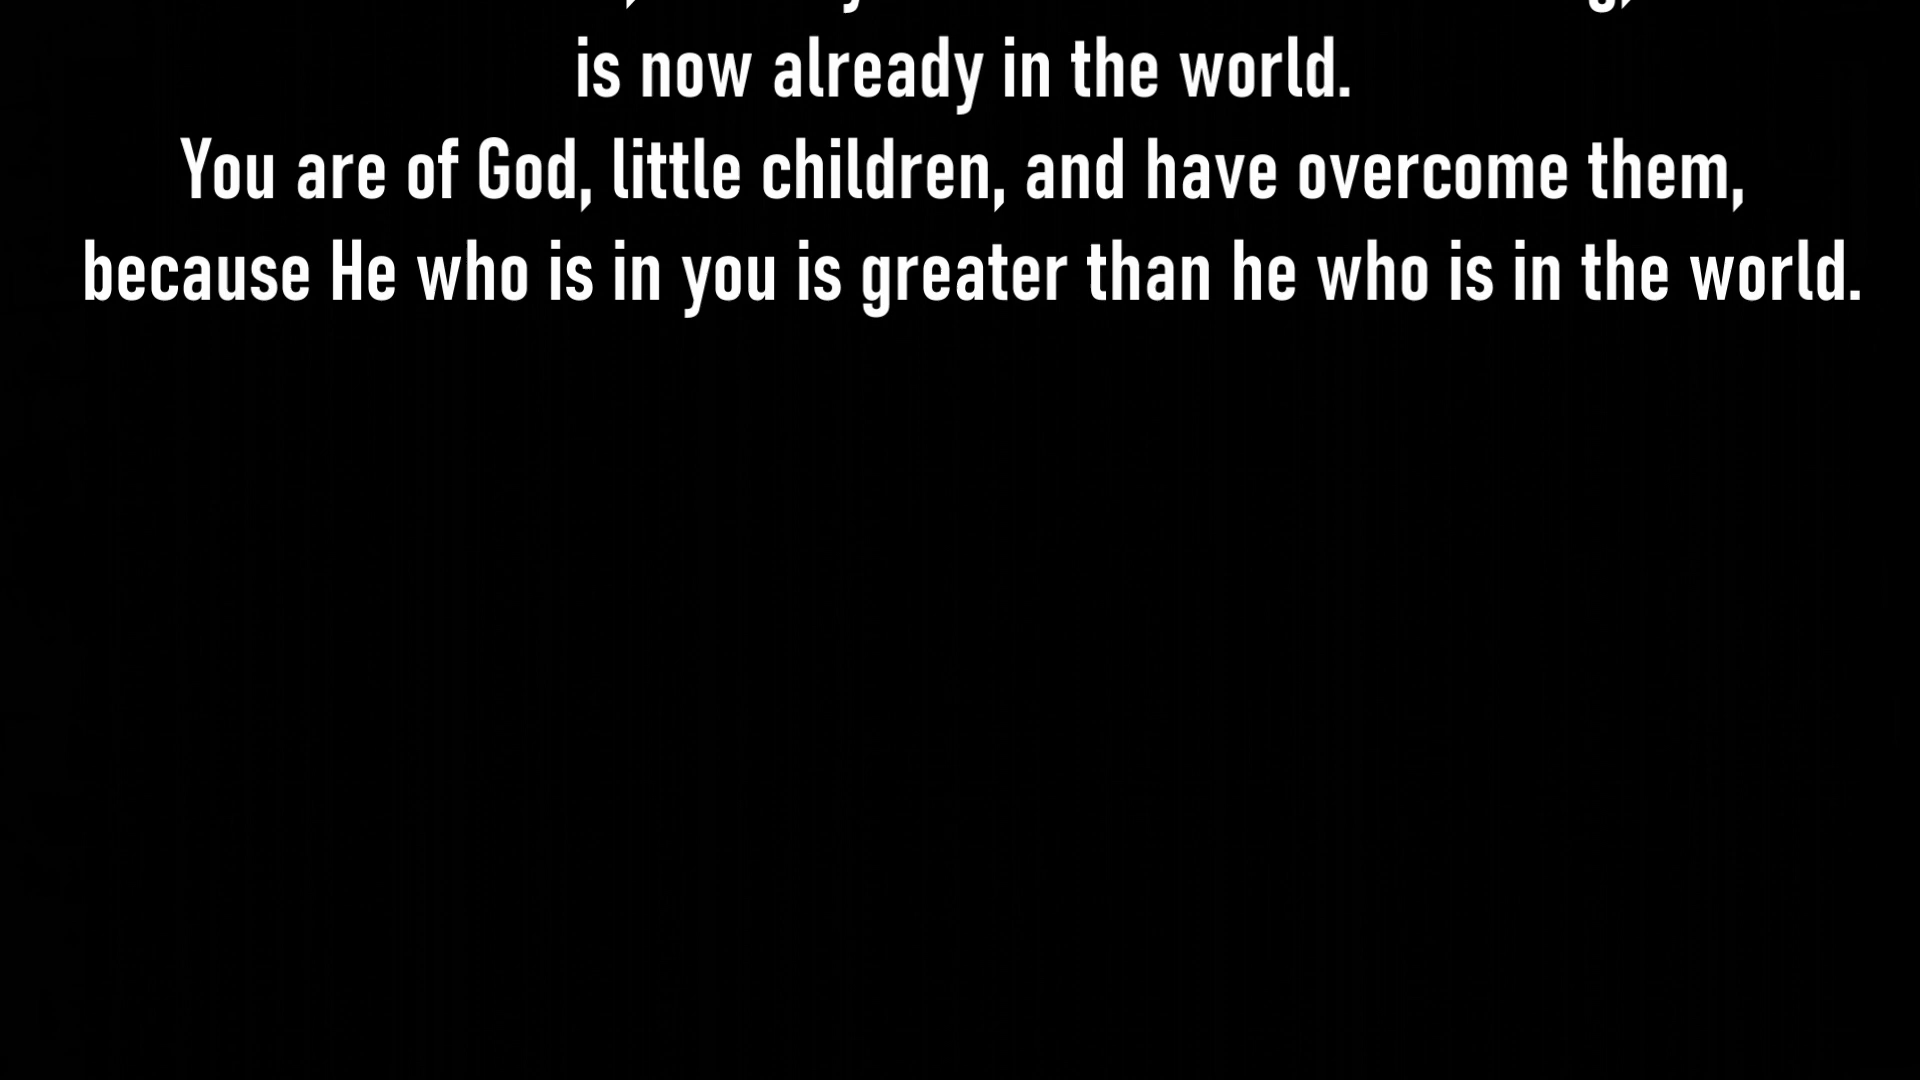 is now already in the world.
You are of God, little children, and have overcome them,
because He who is in you is greater than he who is in the world.